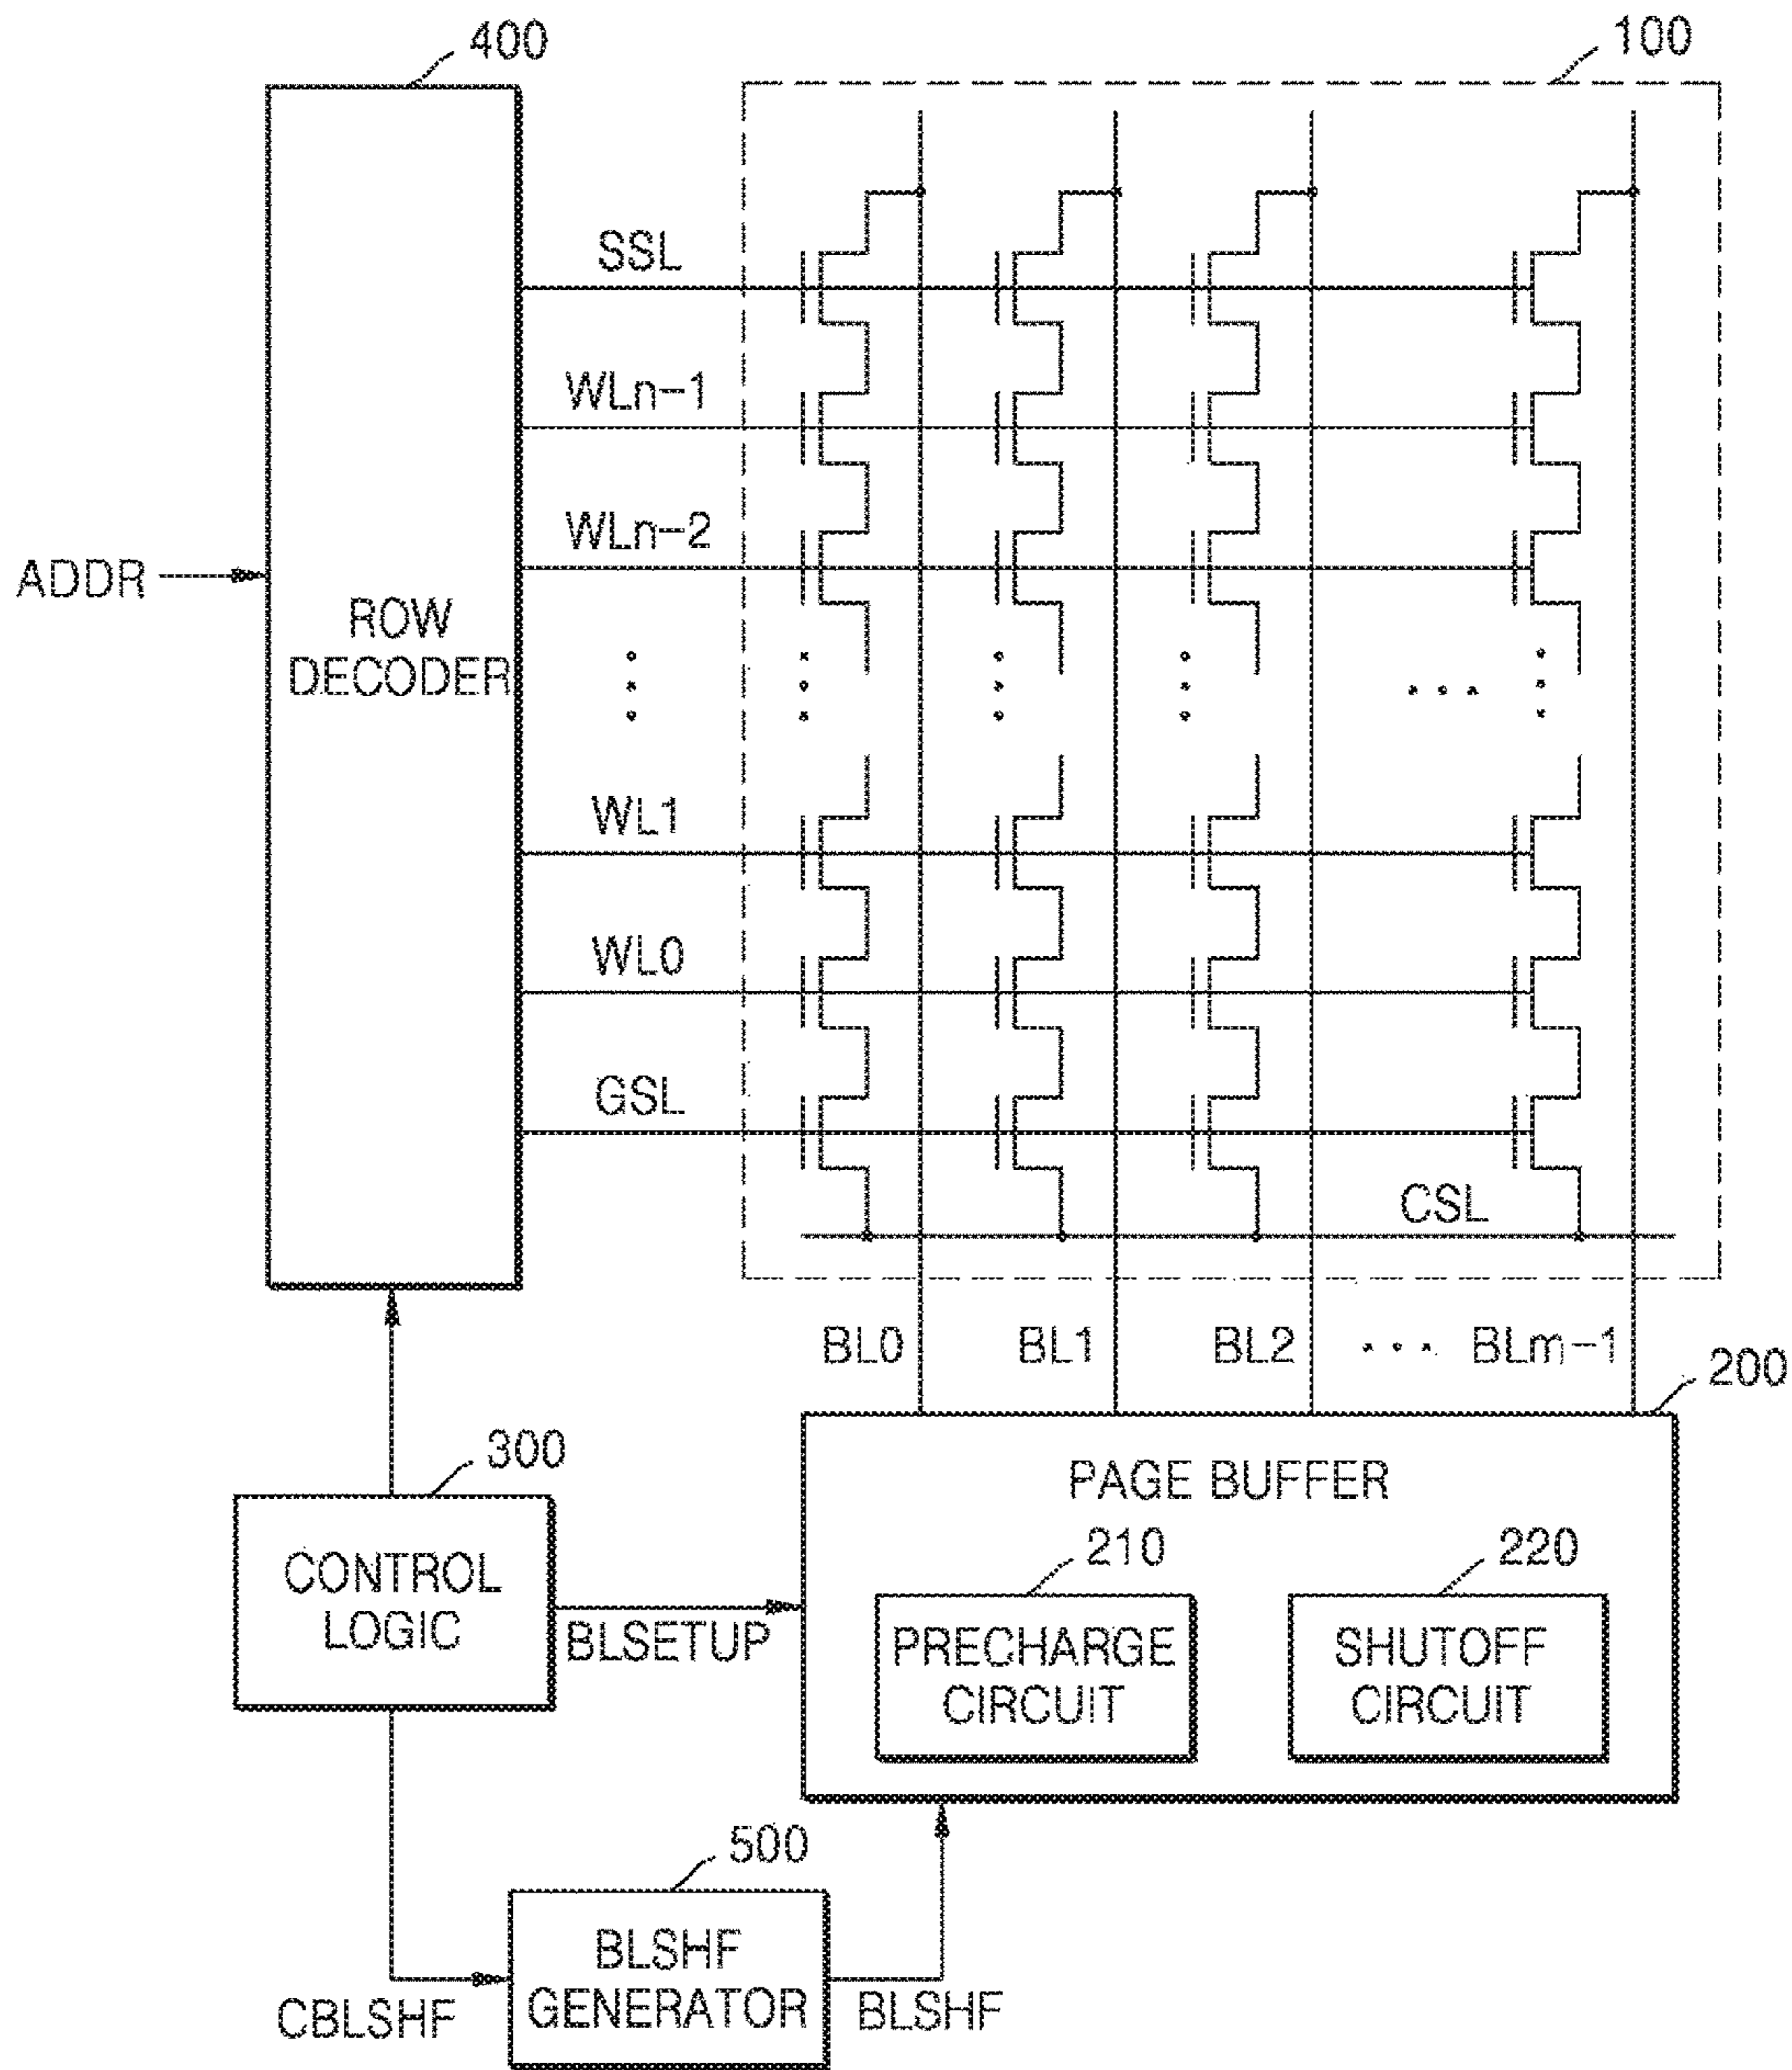 400
100
SSL
WLn-1
WLn-2
ADDR
ROW
DECODER
WL1
WL0
GSL
CSL
BL0
BL1
BL2
BLm-1
200
300
PAGE BUFFER
CONTROL
LOGIC
210
220
BLSETUP
PRECHARGE
CIRCUIT
SHUTOFF
CIRCUIT
500
BLSHF
GENERATOR
CBLSHF
BLSHF